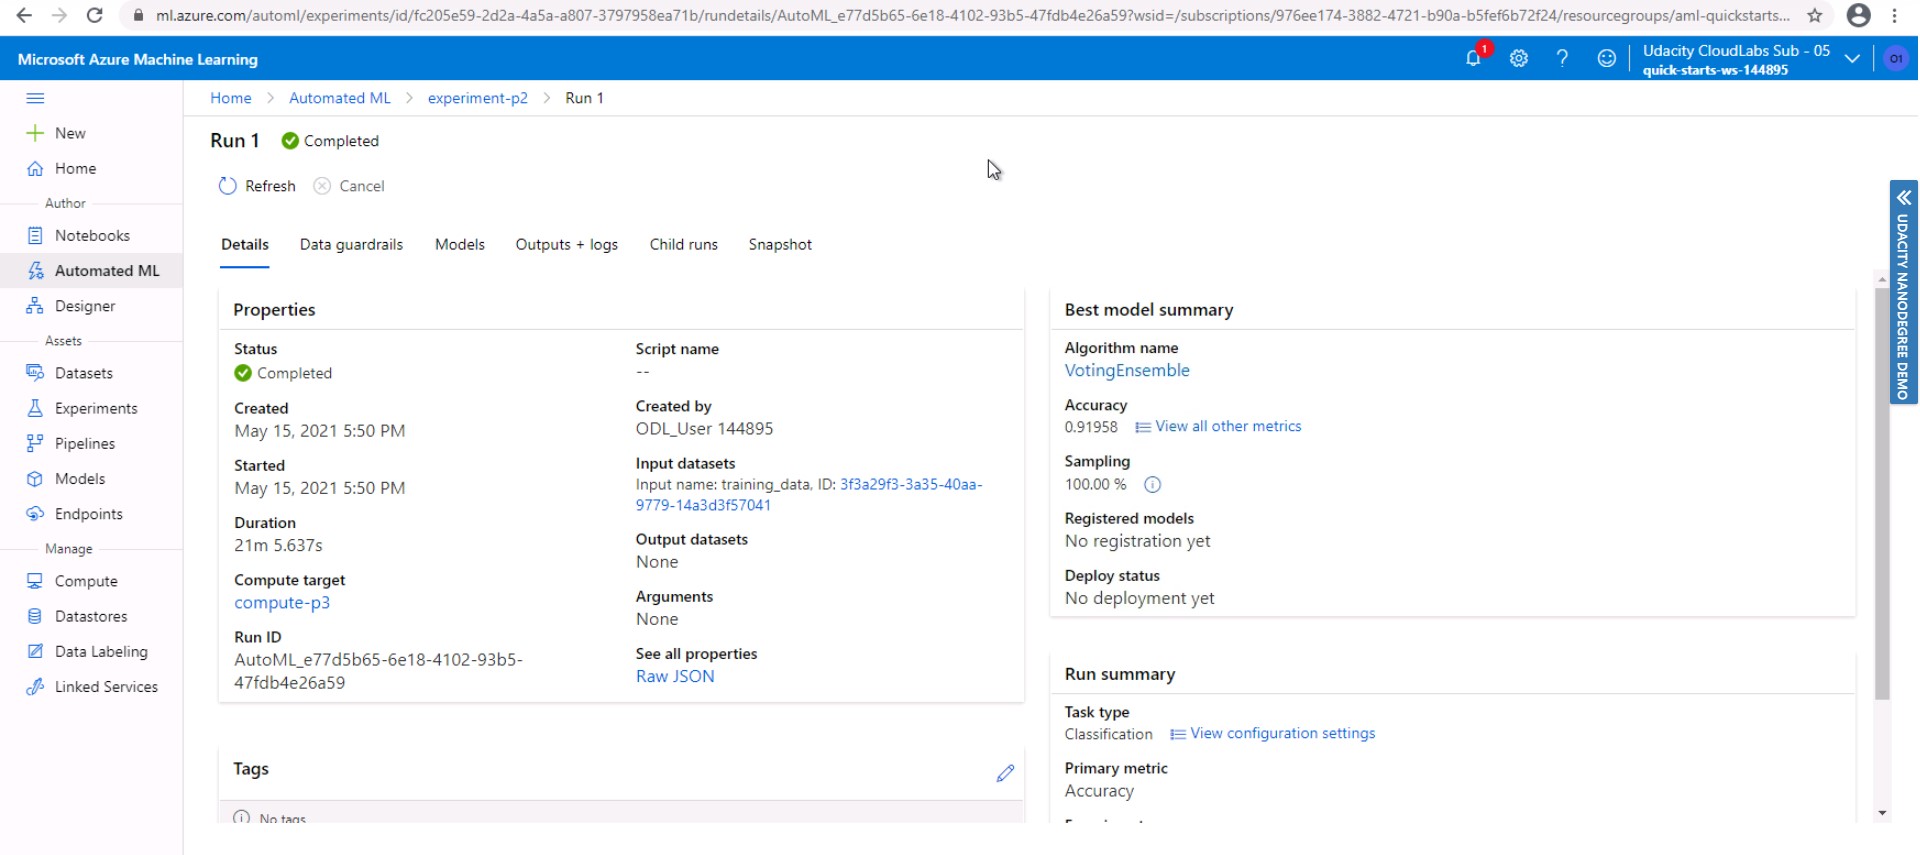 ml.azure.com/automl/experiments/id/fc205e59-2d2a-4a5a-a807-3797958ea71b/rundetails/AutoML_e77d5b65-6e18-4102-93b5-47fdb4e26a59?wsid=/subscriptions/976ee174-3882-4721-b90a-b5fef6b72f24/resourcegroups/aml-quickstarts...
Microsoft Azure Machine Learning
1
?
Udacity CloudLabs Sub - 05
quick-starts-ws-144895
O1
Home > Automated ML > experiment-p2 > Run 1
New
Home
Author
Notebooks
Automated ML
Designer
Assets
Datasets
Experiments
Pipelines
Models
Endpoints
Manage
Compute
Datastores
Data Labeling
Linked Services
Run 1 Completed
Refresh Cancel
Details Data guardrails Models Outputs + logs Child runs Snapshot
Properties
Status
Completed
Created
May 15, 2021 5:50 PM
Started
May 15, 2021 5:50 PM
Duration
21m 5.637s
Compute target
compute-p3
Run ID
AutoML_e77d5b65-6e18-4102-93b5-
47fdb4e26a59
Script name
--
Created by
ODL_User 144895
Input datasets
Input name: training_data, ID: 3f3a29f3-3a35-40aa-
9779-14a3d3f57041
Output datasets
None
Arguments
None
See all properties
Raw JSON
Tags
No tags
Best model summary
Algorithm name
VotingEnsemble
Accuracy
0.91958 View all other metrics
Sampling
100.00 %
Registered models
No registration yet
Deploy status
No deployment yet
Run summary
Task type
Classification View configuration settings
Primary metric
Accuracy
UDACITY NANODEGREE DEMO